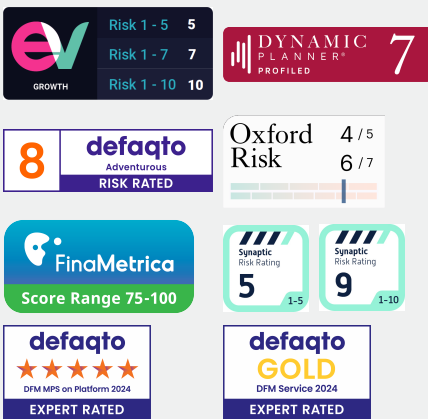 ev
GROWTH
Risk 1 - 5 5
Risk 1 - 7 7
Risk 1 - 10 10
DYNAMIC
PLANNER®
PROFILED
7
8
defaqto
Adventurous
RISK RATED
Oxford
Risk
4 / 5
6 / 7
FinaMetrica
Score Range 75-100
Synaptic
Risk Rating
5
1-5
Synaptic
Risk Rating
9
1-10
defaqto
DFM MPS on Platform 2024
EXPERT RATED
defaqto
GOLD
DFM Service 2024
EXPERT RATED